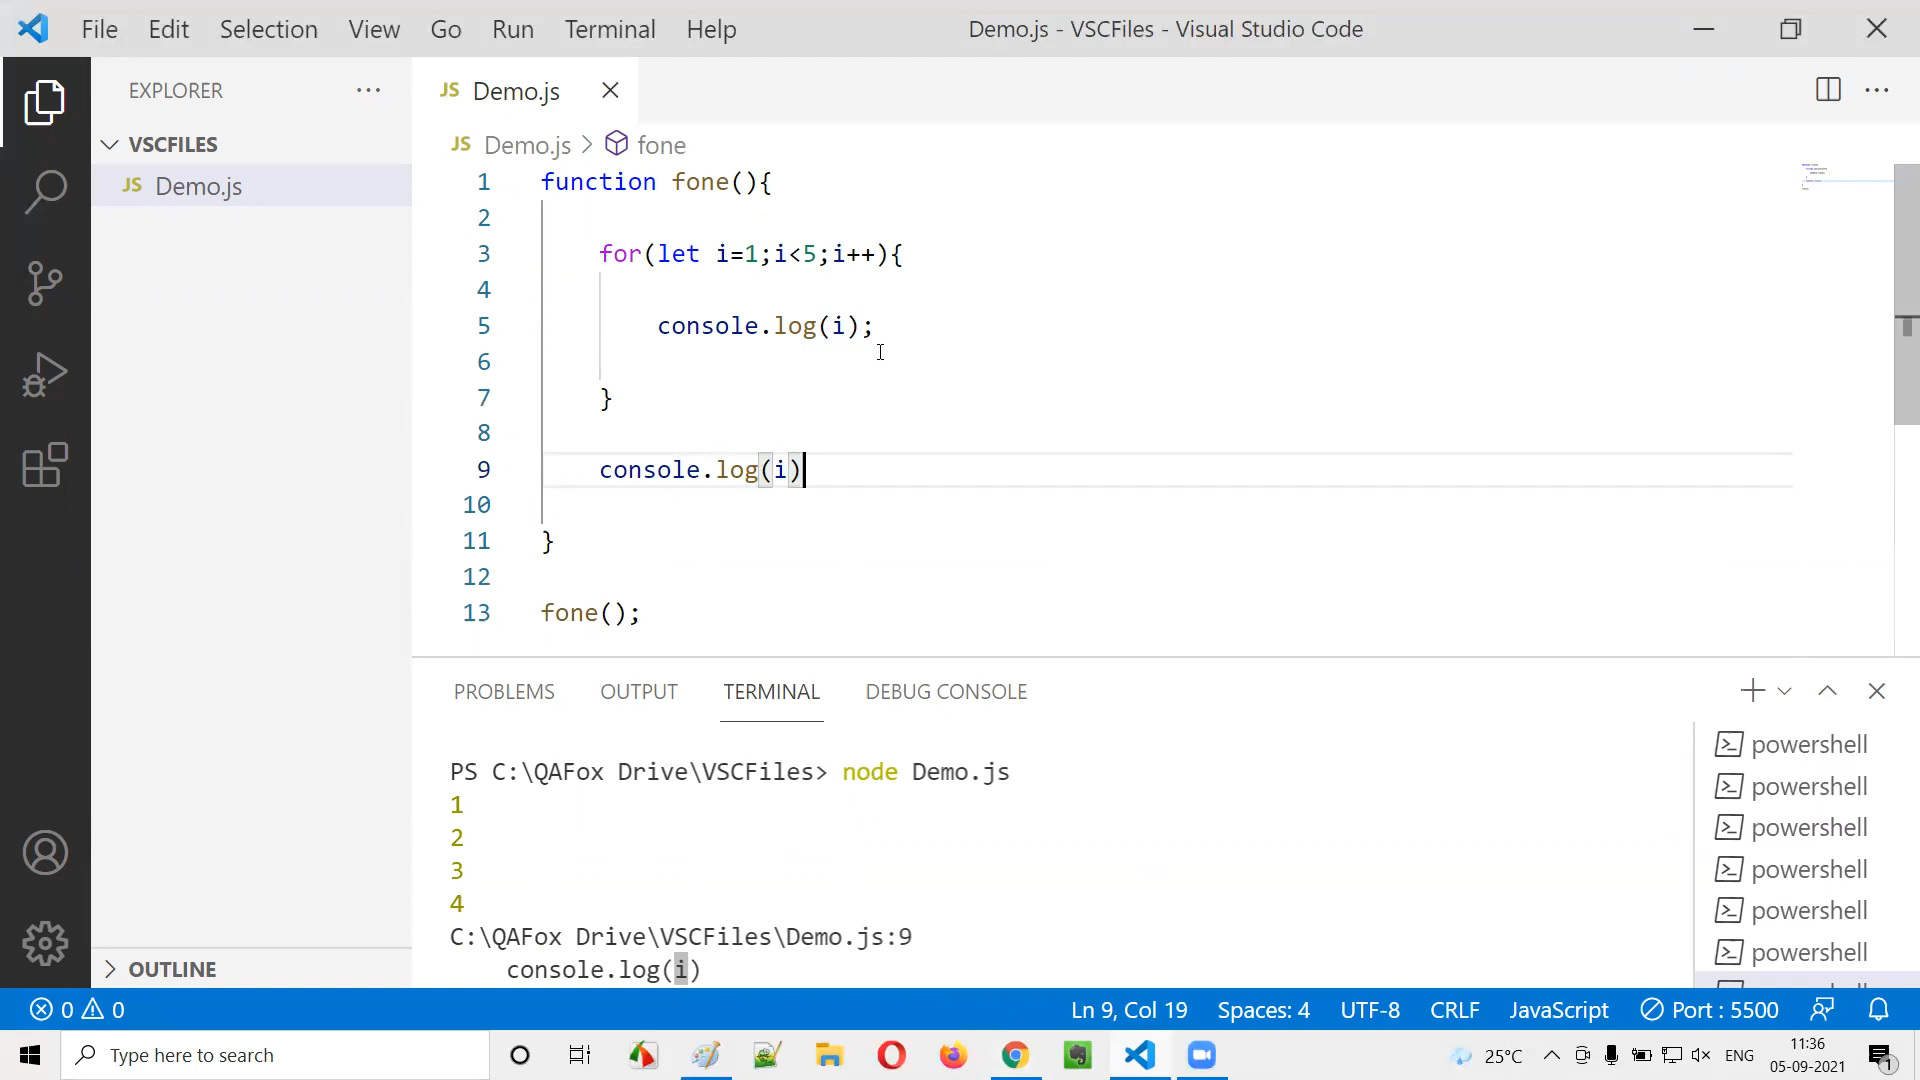 File Edit Selection View Go Run Terminal Help Demo.js - VSCFiles - Visual Studio Code
EXPLORER
VSCFILES
JS Demo.js
OUTLINE
JS Demo.js
JS Demo.js > fone
1 function fone(){
2
3 for(let i=1;i<5;i++){
4
5 console.log(i);
6
7 }
8
9 console.log(i)
10
11 }
12
13 fone();
PROBLEMS OUTPUT TERMINAL DEBUG CONSOLE
PS C:\QAFox Drive\VSCFiles> node Demo.js
1
2
3
4
C:\QAFox Drive\VSCFiles\Demo.js:9
console.log(i)
powershell
powershell
powershell
powershell
powershell
powershell
0 0 Ln 9, Col 19 Spaces: 4 UTF-8 CRLF JavaScript Port : 5500
Type here to search 25°C ENG 11:36
05-09-2021 1